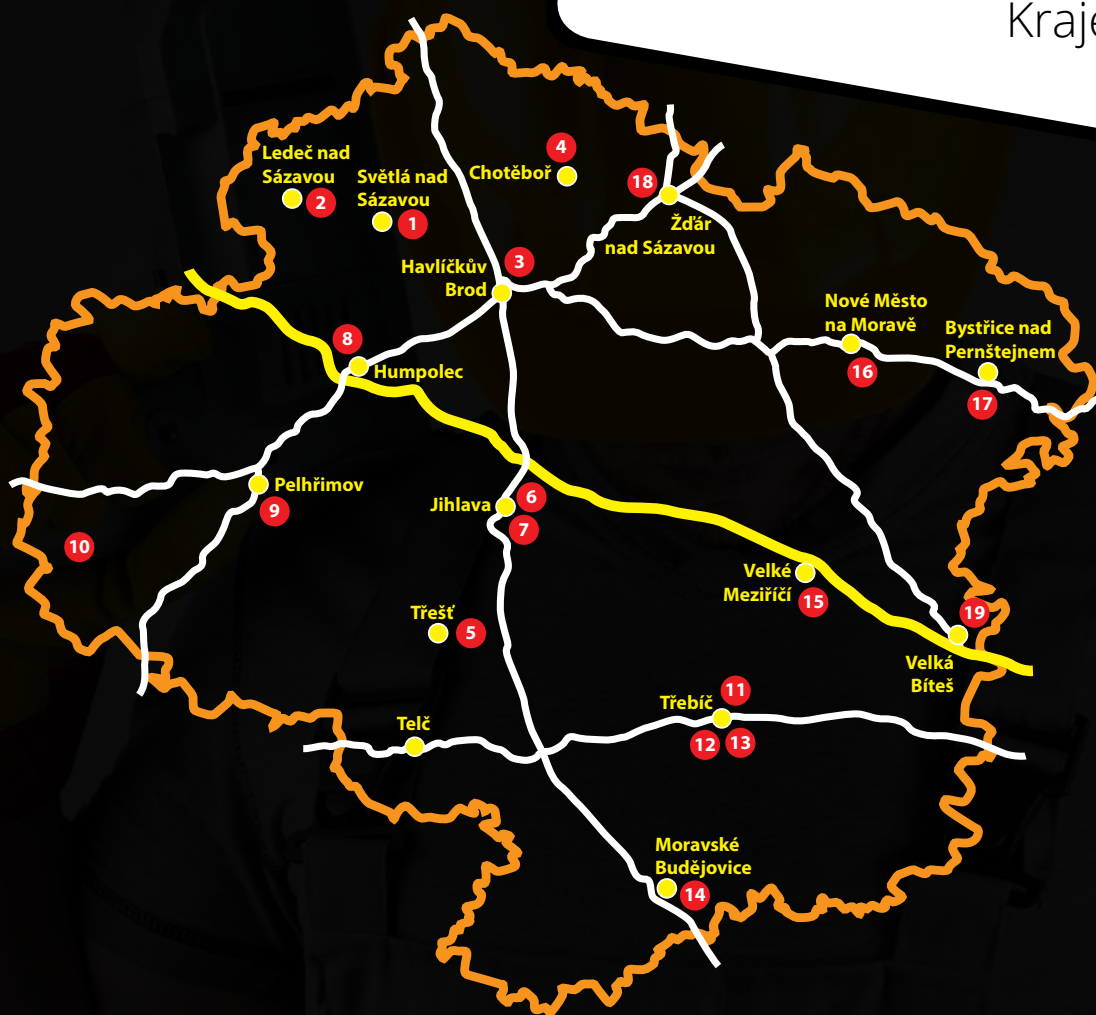 Kraje
4
Ledeč nad
Sázavou
2
Světlá nad
Sázavou
1
Chotěboř
18
Žďár
nad Sázavou
Havlíčkův
Brod
3
Nové Město
na Moravě
16
Bystřice nad
Pernštejnem
17
8
Humpolec
Pelhřimov
9
Jihlava
6
7
10
Velké
Meziříčí
15
Třešť
5
19
Velká
Bíteš
Třebíč
11
12
13
Telč
Moravské
Budějovice
14